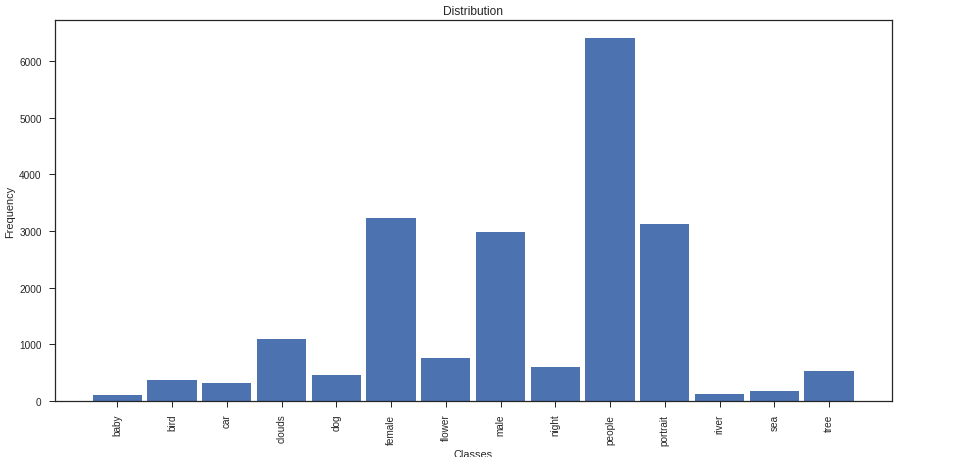 Distribution
Frequency
6000
5000
4000
3000
2000
1000
0
baby
bird
car
clouds
dog
female
flower
male
night
people
portrait
river
sea
tree
Classes